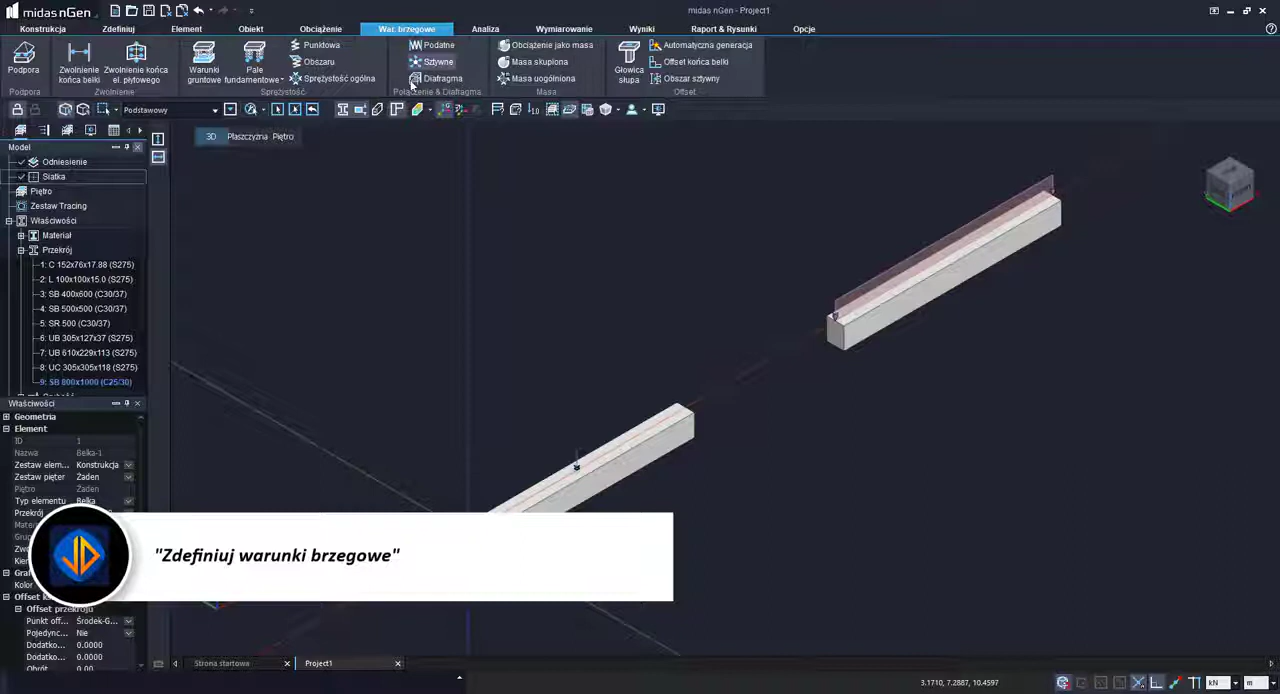 midas nGen
midas nGen - Project1
Konstrukcja Zdefiniuj Element Obiekt Obciążenie War. brzegowe Analiza Wymiarowanie Wyniki Raport & Rysunki Opcje
Podpora
Zwolnienie końca belki
Zwolnienie końca el. płytowego
Warunki gruntowe
Pale fundamentowe
Punktowa
Obszaru
Sprężystość ogólna
Podatne
Sztywne
Diafragma
Obciążenie jako masa
Masa skupiona
Masa uogólniona
Głowica słupa
Automatyczna generacja
Offset końca belki
Obszar sztywny
Podpora Zwolnienie Sprężystość Połączenie & Diafragma Masa Offset
Podstawowy
Model
3D Płaszczyzna Piętro
Odniesienie
Siatka
Piętro
Zestaw Tracing
Właściwości
Materiał
Przekrój
1: C 152x76x17.88 (S275)
2: L 100x100x15.0 (S275)
3: SB 400x600 (C30/37)
4: SB 500x500 (C30/37)
5: SR 500 (C30/37)
6: UB 305x127x37 (S275)
7: UB 610x229x113 (S275)
8: UC 305x305x118 (S275)
9: SB 800x1000 (C25/30)
Właściwości
Geometria
Element
ID 1
Nazwa Belka-1
Zestaw elem... Konstrukcja
Zestaw pięter Żaden
Piętro Żaden
Typ elementu Belka
Przekrój
"Zdefiniuj warunki brzegowe"
Kolor
Offset
Offset przekroju
Punkt off... Środek-G...
Pojedync... Nie
Dodatko... 0.0000
Dodatko... 0.0000
Obrót 0.00
Strona startowa Project1
3.1710, 7.2887, 10.4597
kN m